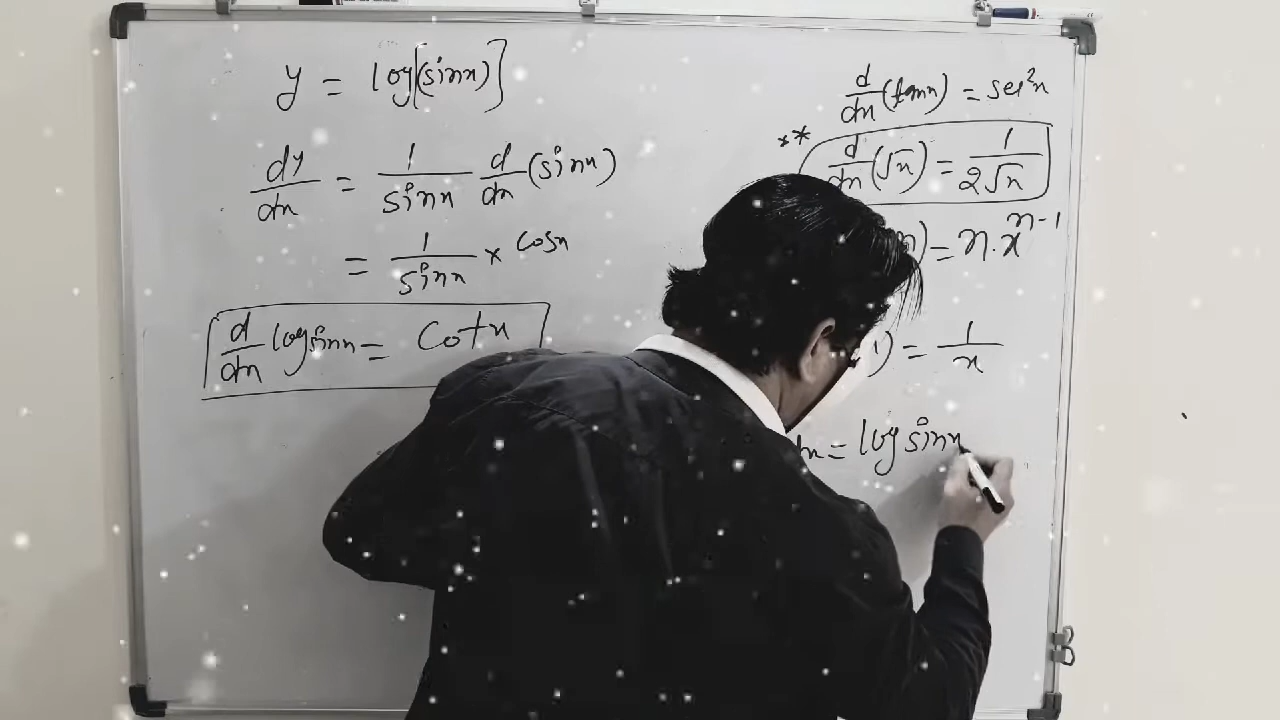 y = log[(sinx)]
dy/dx = 1/sinx d/dx (sinx)
= 1/sinx × cosx
d/dx logsinx = Cotx
d/dx (tanx) = sec²x
** d/dx (√x) = 1/2√x
) = n.x^n-1
) = 1/x
dx = log sinx